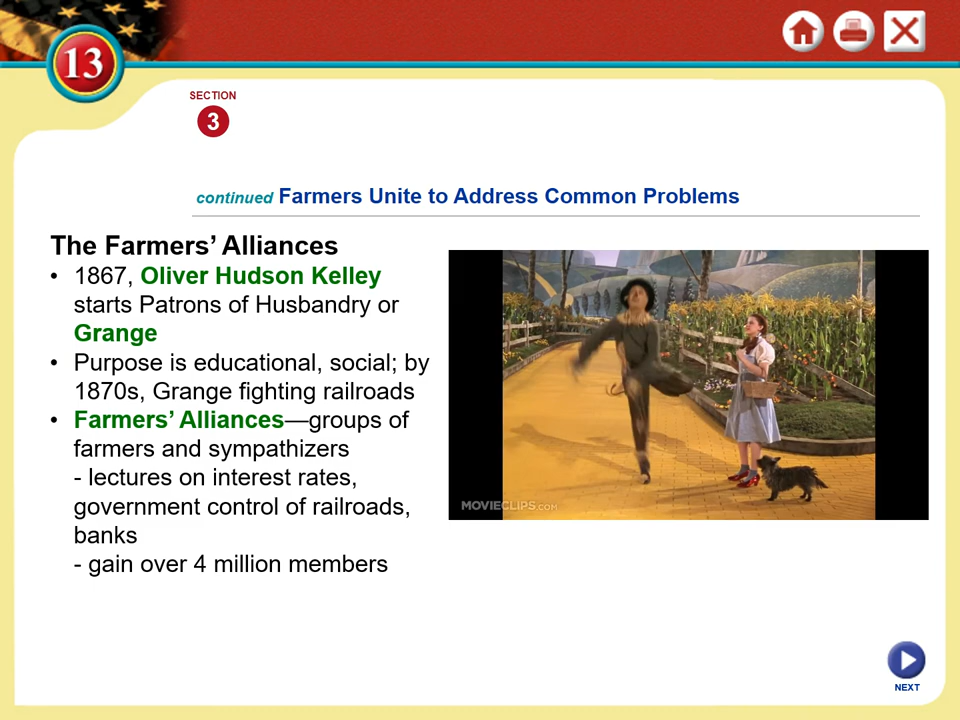 13
SECTION
3
continued Farmers Unite to Address Common Problems
The Farmers’ Alliances
• 1867, Oliver Hudson Kelley
starts Patrons of Husbandry or
Grange
• Purpose is educational, social; by
1870s, Grange fighting railroads
• Farmers’ Alliances—groups of
farmers and sympathizers
- lectures on interest rates,
government control of railroads,
banks
- gain over 4 million members
MOVIECLIPS.COM
NEXT